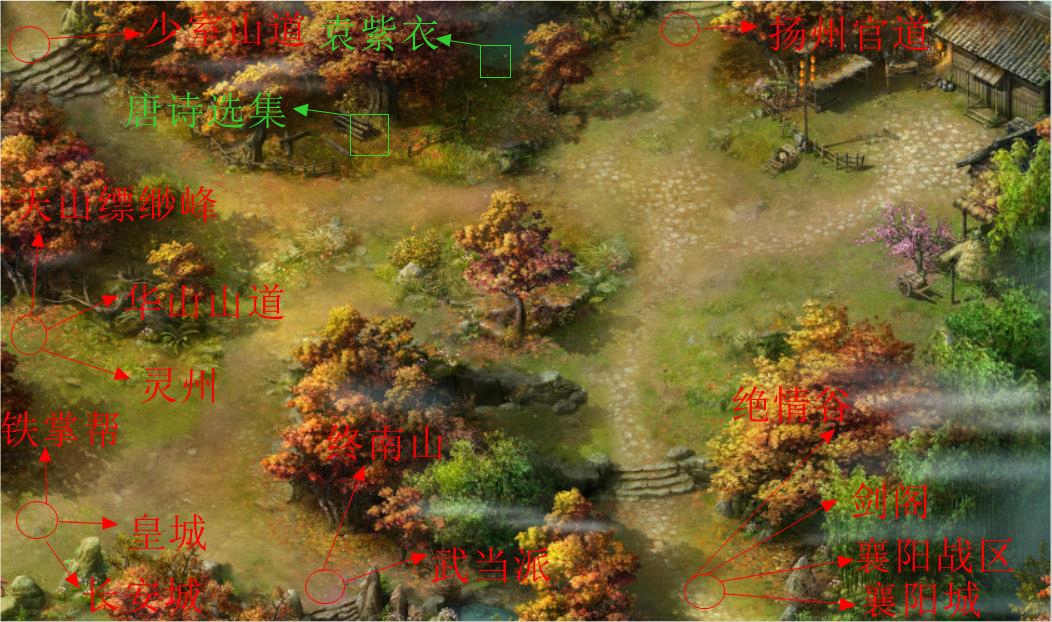 少室山道
袁紫衣
扬州官道
唐诗选集
天山缥缈峰
华山山道
灵州
绝情谷
铁掌帮
终南山
剑阁
皇城
襄阳战区
武当派
长安城
襄阳城